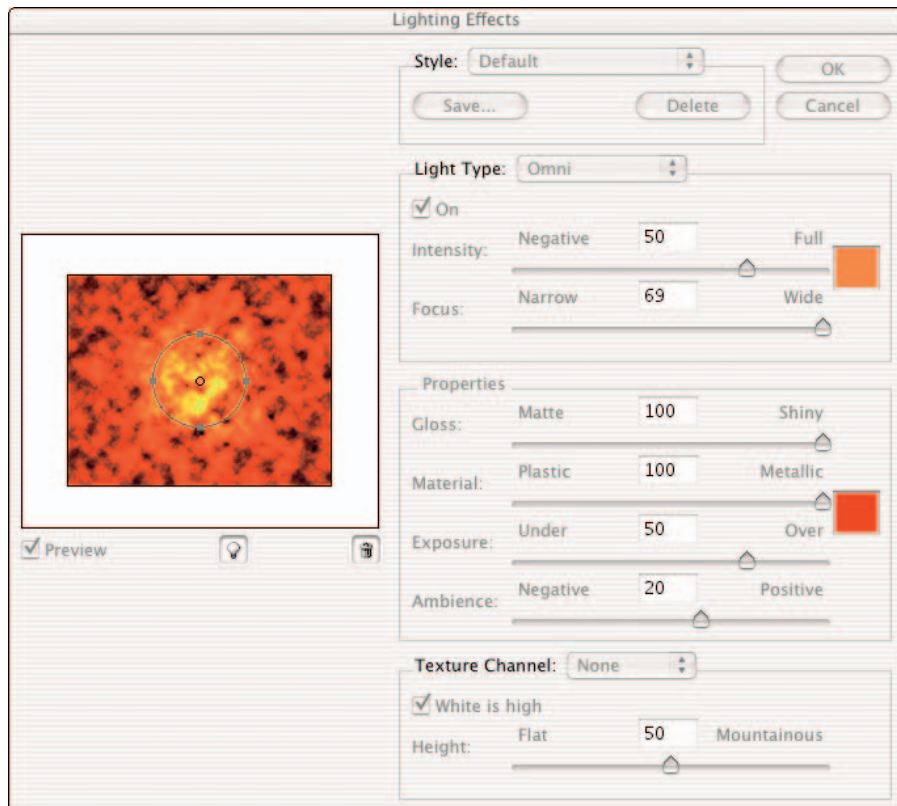 Lighting Effects
Style: Default
OK
Save... Delete Cancel
Light Type: Omni
On
Intensity: Negative 50 Full
Focus: Narrow 69 Wide
Properties
Gloss: Matte 100 Shiny
Material: Plastic 100 Metallic
Exposure: Under 50 Over
Ambience: Negative 20 Positive
Preview
Texture Channel: None
White is high
Height: Flat 50 Mountainous